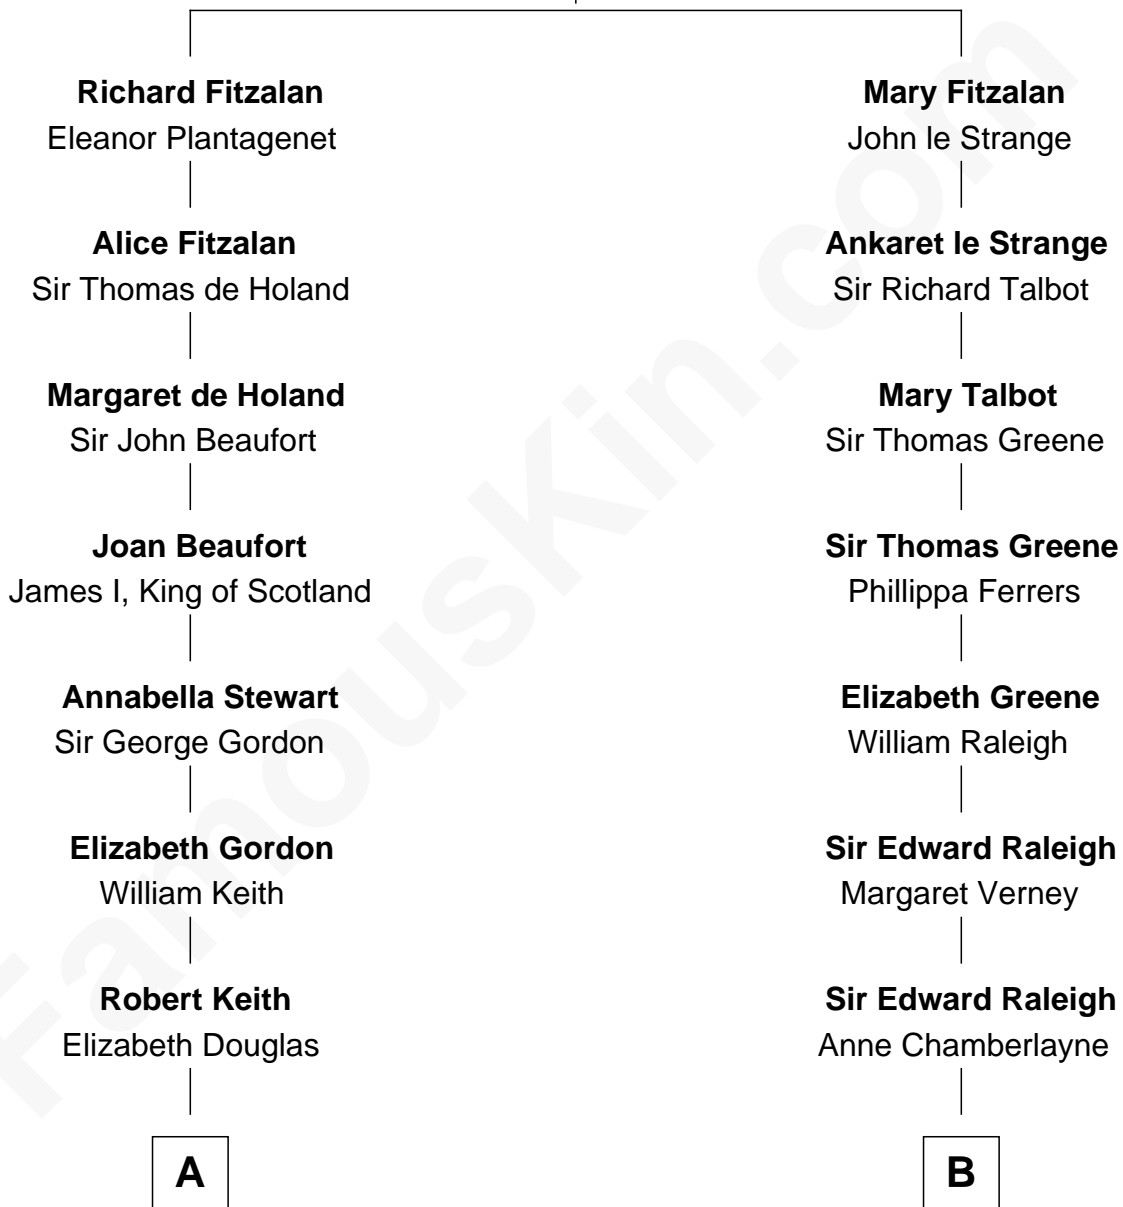 Richard Fitzalan
Eleanor Plantagenet
Alice Fitzalan
Sir Thomas de Holand
Margaret de Holand
Sir John Beaufort
Joan Beaufort
James I, King of Scotland
Annabella Stewart
Sir George Gordon
Elizabeth Gordon
William Keith
Robert Keith
Elizabeth Douglas
A
Mary Fitzalan
John le Strange
Ankaret le Strange
Sir Richard Talbot
Mary Talbot
Sir Thomas Greene
Sir Thomas Greene
Phillippa Ferrers
Elizabeth Greene
William Raleigh
Sir Edward Raleigh
Margaret Verney
Sir Edward Raleigh
Anne Chamberlayne
B
FamousKin.com